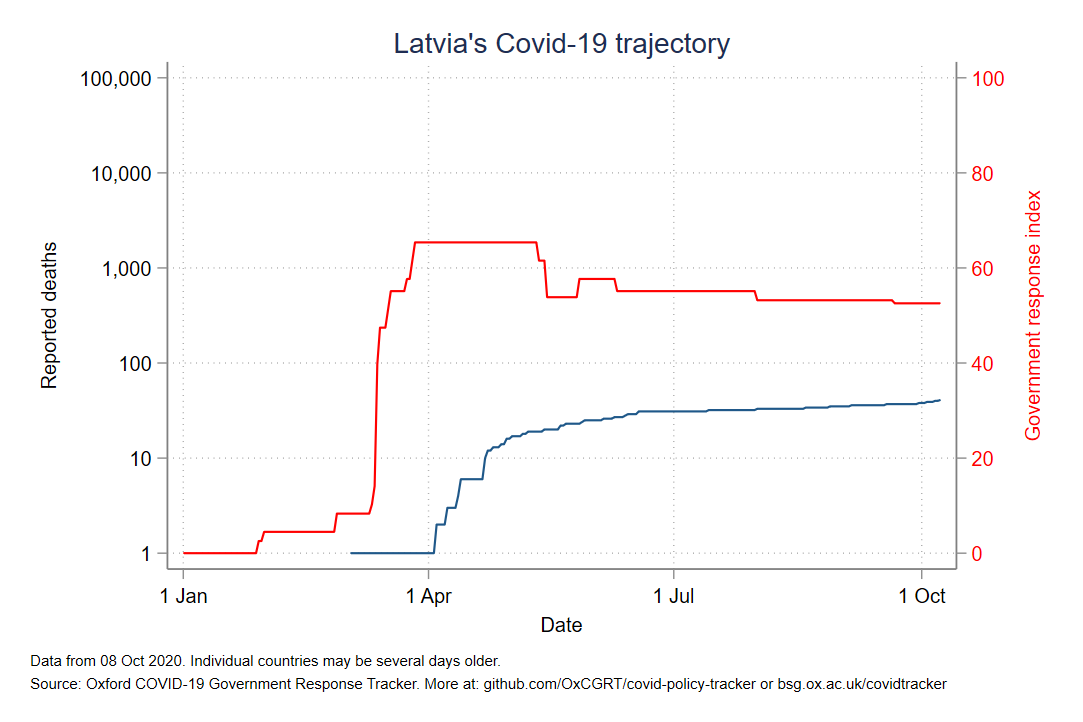 Latvia's Covid-19 trajectory
100,000
10,000
1,000
100
10
1
Reported deaths
100
80
60
40
20
0
Government response index
1 Jan
1 Apr
1 Jul
1 Oct
Date
Data from 08 Oct 2020. Individual countries may be several days older.
Source: Oxford COVID-19 Government Response Tracker. More at: github.com/OxCGRT/covid-policy-tracker or bsg.ox.ac.uk/covidtracker